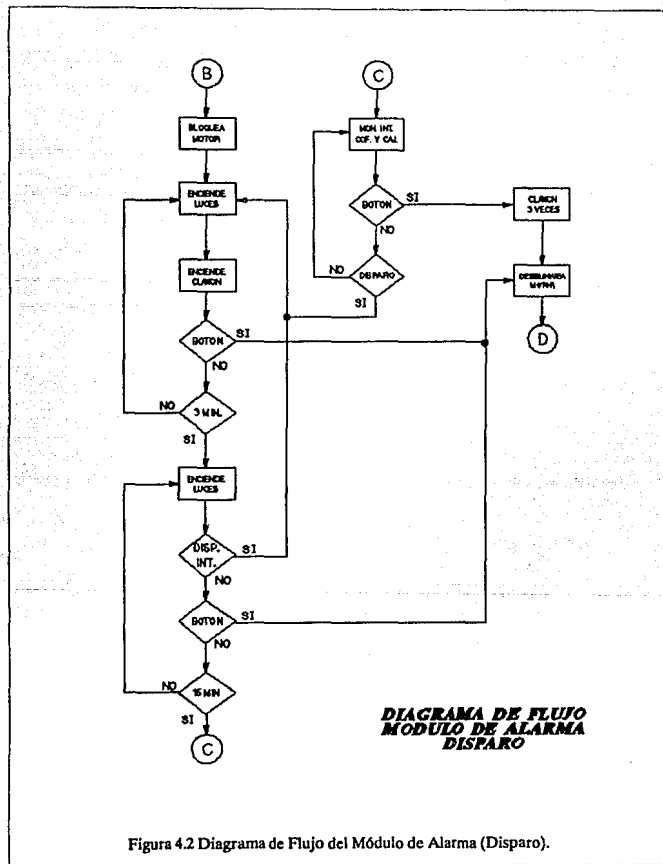 B
BLOQUEA
MOTOR
ENCIENDE
LUCES
ENCIENDE
CLAXON
BOTON
SI
NO
3 MIN.
NO
SI
ENCIENDE
LUCES
DISP.
INT.
SI
NO
BOTON
SI
NO
15 MIN
NO
SI
C
C
MON. INT.
COF. Y CAJ.
BOTON
SI
NO
DISPARO
NO
SI
CLAXON
3 VECES
D
DIAGRAMA DE FLUJO
MODULO DE ALARMA
DISPARO
Figura 4.2 Diagrama de Flujo del Módulo de Alarma (Disparo).